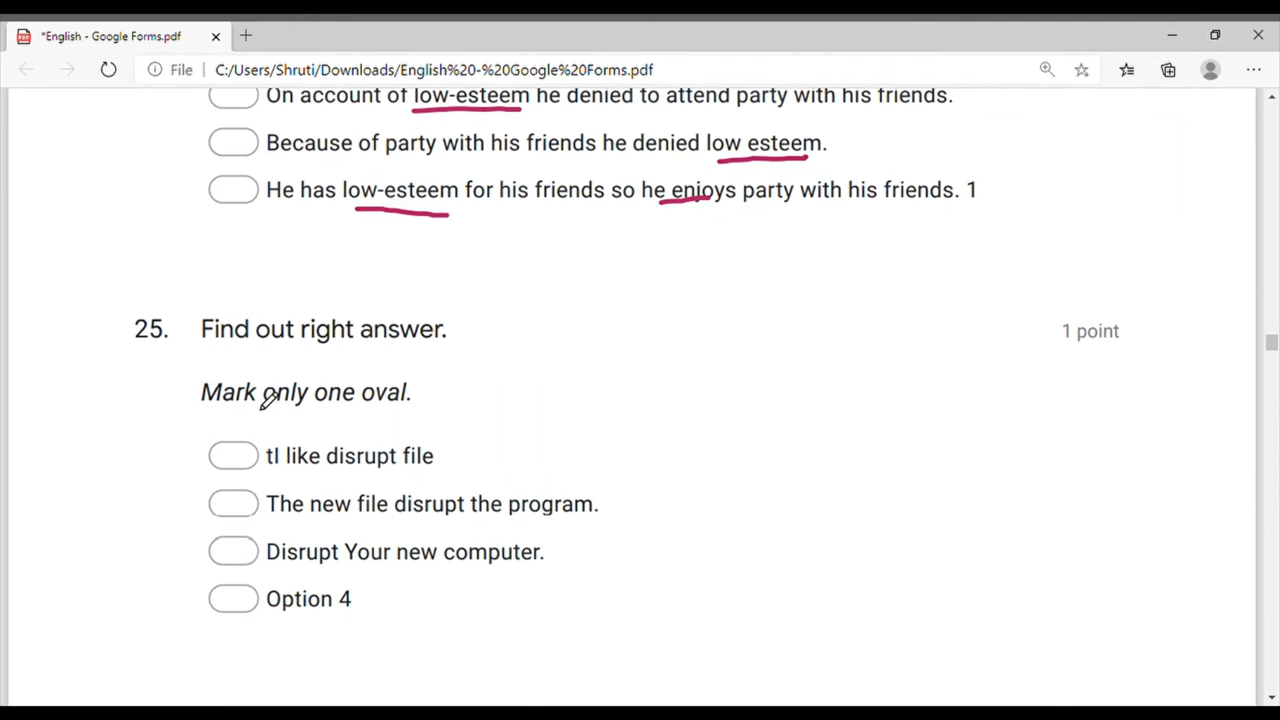 *English - Google Forms.pdf
File | C:/Users/Shruti/Downloads/English%20-%20Google%20Forms.pdf
On account of low-esteem he denied to attend party with his friends.
Because of party with his friends he denied low esteem.
He has low-esteem for his friends so he enjoys party with his friends. 1
25. Find out right answer. 1 point
Mark only one oval.
tI like disrupt file
The new file disrupt the program.
Disrupt Your new computer.
Option 4